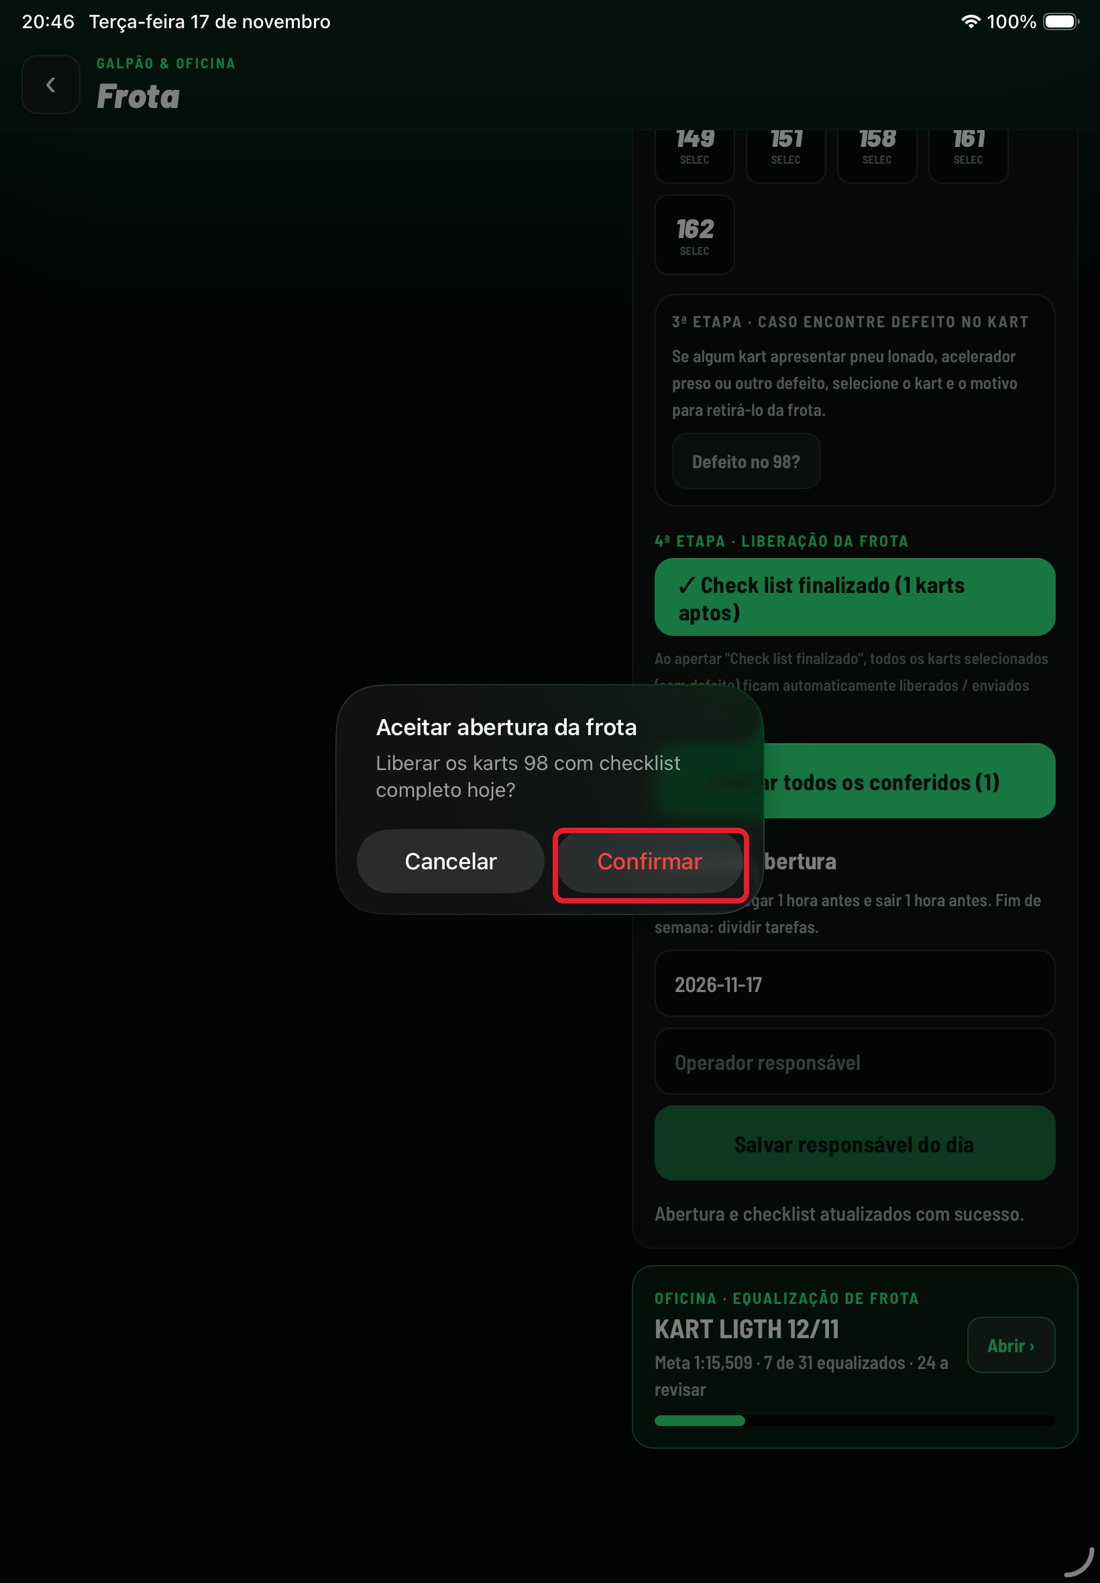 20:46 Terça-feira 17 de novembro
100%
GALPÃO & OFICINA
Frota
149
SELEC
151
SELEC
158
SELEC
161
SELEC
162
SELEC
3ª ETAPA · CASO ENCONTRE DEFEITO NO KART
Se algum kart apresentar pneu lonado, acelerador
preso ou outro defeito, selecione o kart e o motivo
para retirá-lo da frota.
Defeito no 98?
4ª ETAPA · LIBERAÇÃO DA FROTA
✓ Check list finalizado (1 karts
aptos)
Ao apertar "Check list finalizado", todos os karts selecionados
ficam automaticamente liberados / enviados
Aceitar abertura da frota
Liberar os karts 98 com checklist
completo hoje?
Cancelar
Confirmar
todos os conferidos (1)
1 hora antes e sair 1 hora antes. Fim de
semana: dividir tarefas.
2026-11-17
Operador responsável
Salvar responsável do dia
Abertura e checklist atualizados com sucesso.
OFICINA · EQUALIZAÇÃO DE FROTA
KART LIGTH 12/11
Meta 1:15,509 · 7 de 31 equalizados · 24 a
revisar
Abrir ›